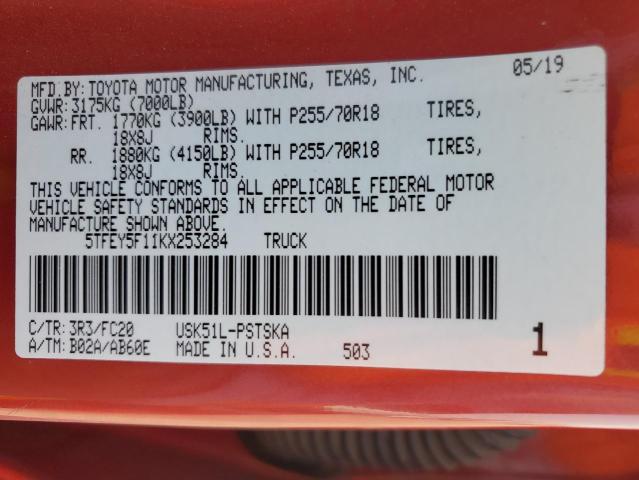 MFD.BY: TOYOTA MOTOR MANUFACTURING, TEXAS, INC. 05/19
GVWR: 3175KG (7000LB)
GAWR: FRT. 1770KG (3900LB) WITH P255/70R18 TIRES,
18X8J RIMS.
RR. 1880KG (4150LB) WITH P255/70R18 TIRES,
18X8J RIMS.
THIS VEHICLE CONFORMS TO ALL APPLICABLE FEDERAL MOTOR
VEHICLE SAFETY STANDARDS IN EFFECT ON THE DATE OF
MANUFACTURE SHOWN ABOVE.
5TFEY5F11KX253284 TRUCK
C/TR: 3R3/FC20 USK51L-PSTSKA
A/TM: B02A/AB60E MADE IN U.S.A. 503 1